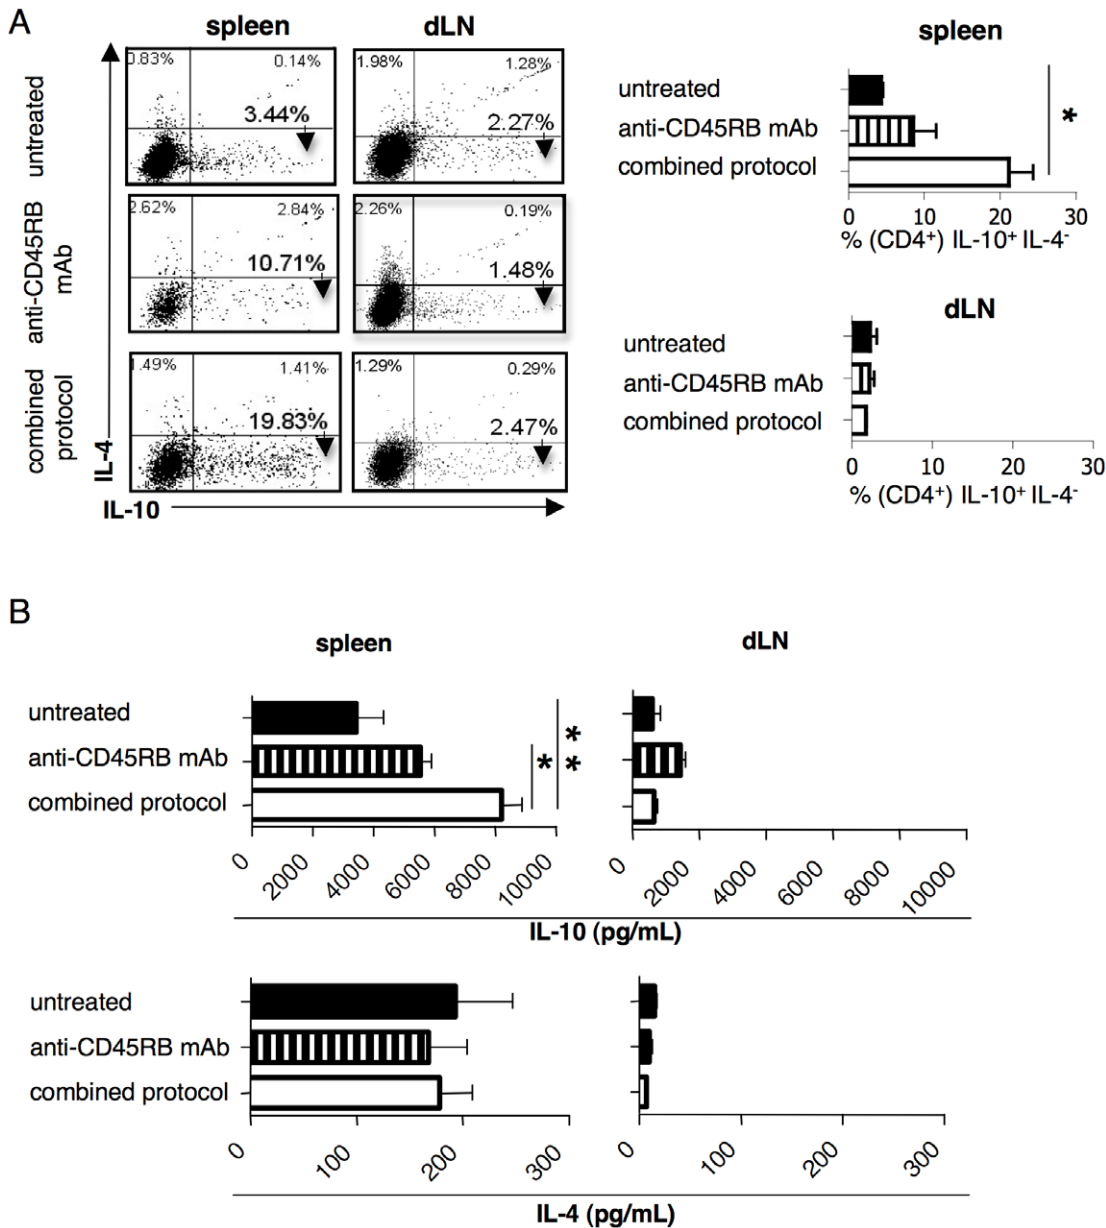 A
spleen
dLN
untreated
0.83%
0.14%
3.44%
1.98%
1.28%
2.27%
anti-CD45RB
mAb
2.62%
2.84%
10.71%
2.26%
0.19%
1.48%
combined
protocol
1.49%
1.41%
19.83%
1.29%
0.29%
2.47%
IL-4
IL-10
spleen
untreated
anti-CD45RB mAb
combined protocol
*
0 10 20 30
% (CD4⁺) IL-10⁺ IL-4⁻
dLN
untreated
anti-CD45RB mAb
combined protocol
0 10 20 30
% (CD4⁺) IL-10⁺ IL-4⁻
B
spleen
dLN
untreated
anti-CD45RB mAb
combined protocol
*
**
0 2000 4000 6000 8000 10000
0 2000 4000 6000 8000 10000
IL-10 (pg/mL)
untreated
anti-CD45RB mAb
combined protocol
0 100 200 300
0 100 200 300
IL-4 (pg/mL)